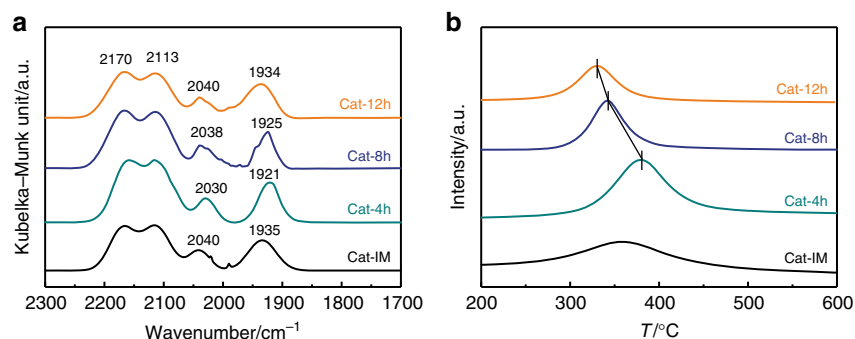 a
2170
2113
2040
1934
Cat-12h
2038
1925
Cat-8h
2030
1921
Cat-4h
2040
1935
Cat-IM
Kubelka–Munk unit/a.u.
2300 2200 2100 2000 1900 1800 1700
Wavenumber/cm⁻¹
b
Cat-12h
Cat-8h
Cat-4h
Cat-IM
Intensity/a.u.
200 300 400 500 600
T/°C